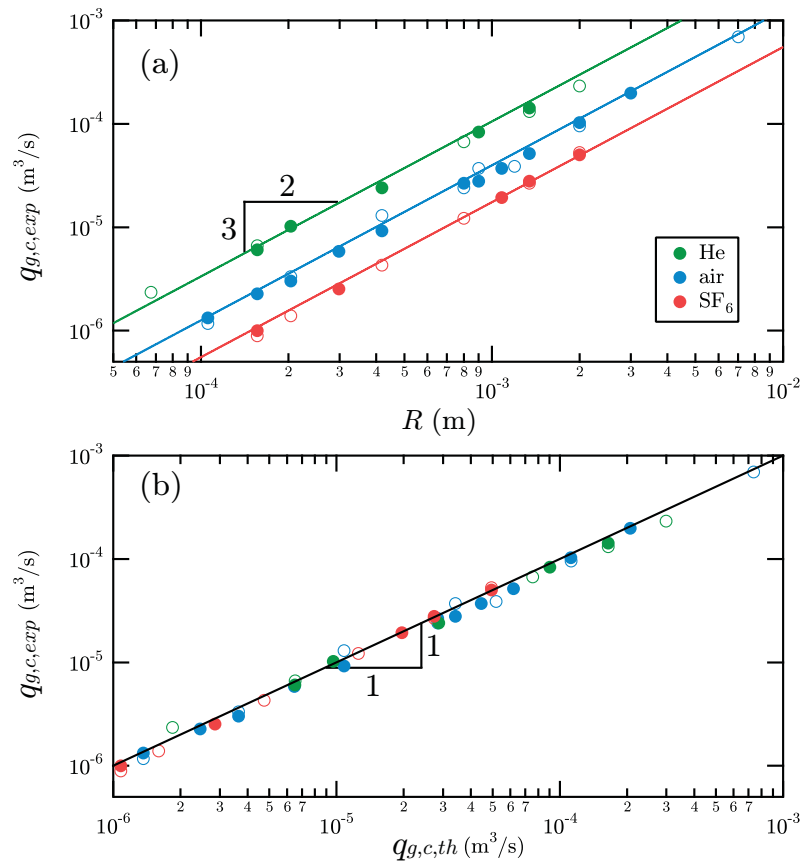 10⁻³
(a)
10⁻⁴
2
3
10⁻⁵
10⁻⁶
q_{g,c,exp} (m³/s)
He
air
SF₆
5 6 7 8 9 2 3 4 5 6 7 8 9 2 3 4 5 6 7 8 9
10⁻⁴ 10⁻³ 10⁻²
R (m)
10⁻³
(b)
10⁻⁴
1
1
10⁻⁵
10⁻⁶
q_{g,c,exp} (m³/s)
2 3 4 5 6 7 2 3 4 5 6 7 2 3 4 5 6 7
10⁻⁶ 10⁻⁵ 10⁻⁴ 10⁻³
q_{g,c,th} (m³/s)